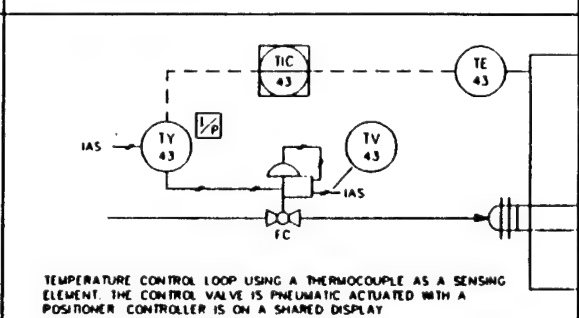 TIC
43
TE
43
I/P
TY
43
IAS
TV
43
IAS
FC
TEMPERATURE CONTROL LOOP USING A THERMOCOUPLE AS A SENSING
ELEMENT. THE CONTROL VALVE IS PNEUMATIC ACTUATED WITH A
POSITIONER CONTROLLER IS ON A SHARED DISPLAY